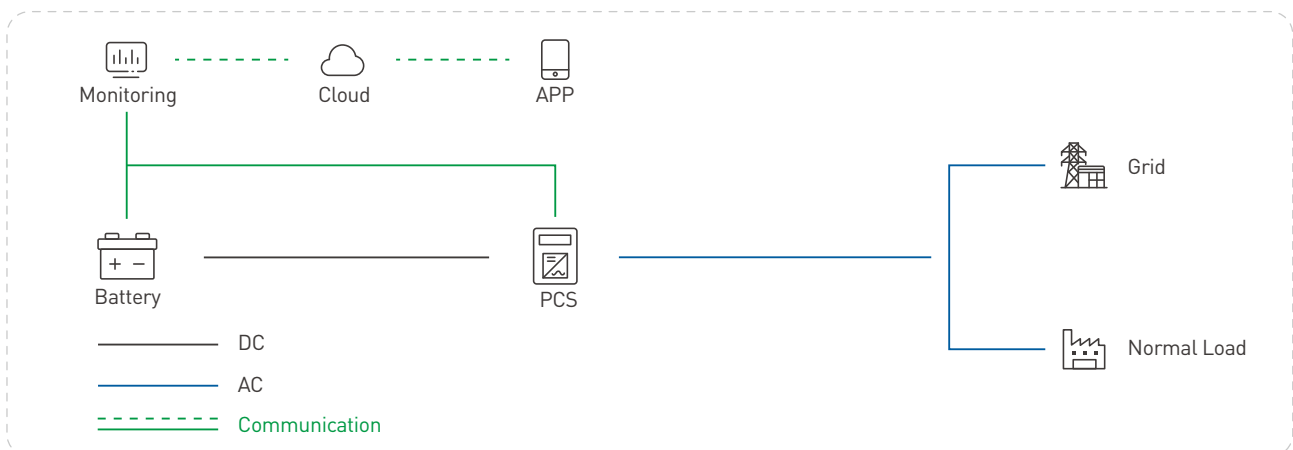 Monitoring
Cloud
APP
Grid
Battery
PCS
DC
AC
Communication
Normal Load